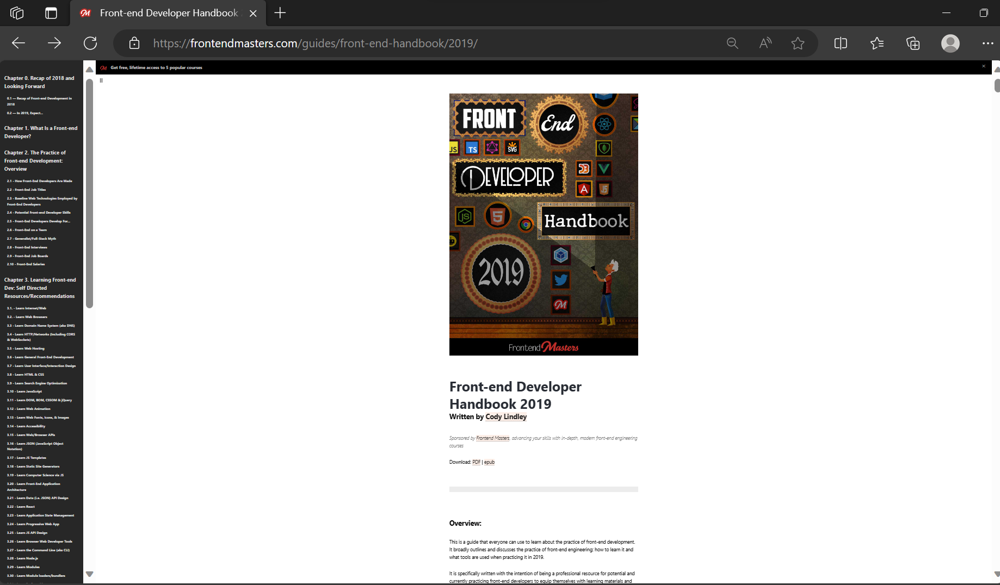 Front-end Developer Handbook
https://frontendmasters.com/guides/front-end-handbook/2019/
Chapter 0. Recap of 2018 and
Looking Forward
0.1 — Recap of Front-end Development in
2018
0.2 — In 2019, Expect...
Chapter 1. What Is a Front-end
Developer?
Chapter 2. The Practice of
Front-end Development:
Overview
2.1 - How Front-End Developers Are Made
2.2 - Front-End Job Titles
2.3 - Baseline Web Technologies Employed by
Front-End Developers
2.4 - Potential Front-end Developer Skills
2.5 - Front-End Developers Develop For...
2.6 - Front-End on a Team
2.7 - Generalist/Full-Stack Myth
2.8 - Front-End Interviews
2.9 - Front-End Job Boards
2.10 - Front-End Salaries
Chapter 3. Learning Front-end
Dev: Self Directed
Resources/Recommendations
3.1. - Learn Internet/Web
3.2. - Learn Web Browsers
3.3 - Learn Domain Name System (aka DNS)
3.4 - Learn HTTP/Networks (Including CORS
& WebSockets)
3.5 - Learn Web Hosting
3.6 - Learn General Front-End Development
3.7 - Learn User Interface/Interaction Design
3.8 - Learn HTML & CSS
3.9 - Learn Search Engine Optimization
3.10 - Learn JavaScript
3.11 - Learn DOM, BOM, CSSOM & jQuery
3.12 - Learn Web Animation
3.13 - Learn Web Fonts, Icons, & Images
3.14 - Learn Accessibility
3.15 - Learn Web/Browser APIs
3.16 - Learn JSON (JavaScript Object
Notation)
3.17 - Learn JS Templates
3.18 - Learn Static Site Generators
3.19 - Learn Computer Science via JS
3.20 - Learn Front-End Application
Architecture
3.21 - Learn Data (i.e. JSON) API Design
3.22 - Learn React
3.23 - Learn Application State Management
3.24 - Learn Progressive Web App
3.25 - Learn JS API Design
3.26 - Learn Browser Web Developer Tools
3.27 - Learn the Command Line (aka CLI)
3.28 - Learn Node.js
3.29 - Learn Modules
3.30 - Learn Module loaders/bundlers
M Get free, lifetime access to 5 popular courses
FRONT
End
JS TS SVG
DEVELOPER
JS
JS
5
Handbook
2019
M
Frontend Masters
Front-end Developer
Handbook 2019
Written by Cody Lindley
Sponsored by Frontend Masters, advancing your skills with in-depth, modern front-end engineering
courses
Download: PDF | epub
Overview:
This is a guide that everyone can use to learn about the practice of front-end development.
It broadly outlines and discusses the practice of front-end engineering: how to learn it and
what tools are used when practicing it in 2019.
It is specifically written with the intention of being a professional resource for potential and
currently practicing front-end developers to equip themselves with learning materials and